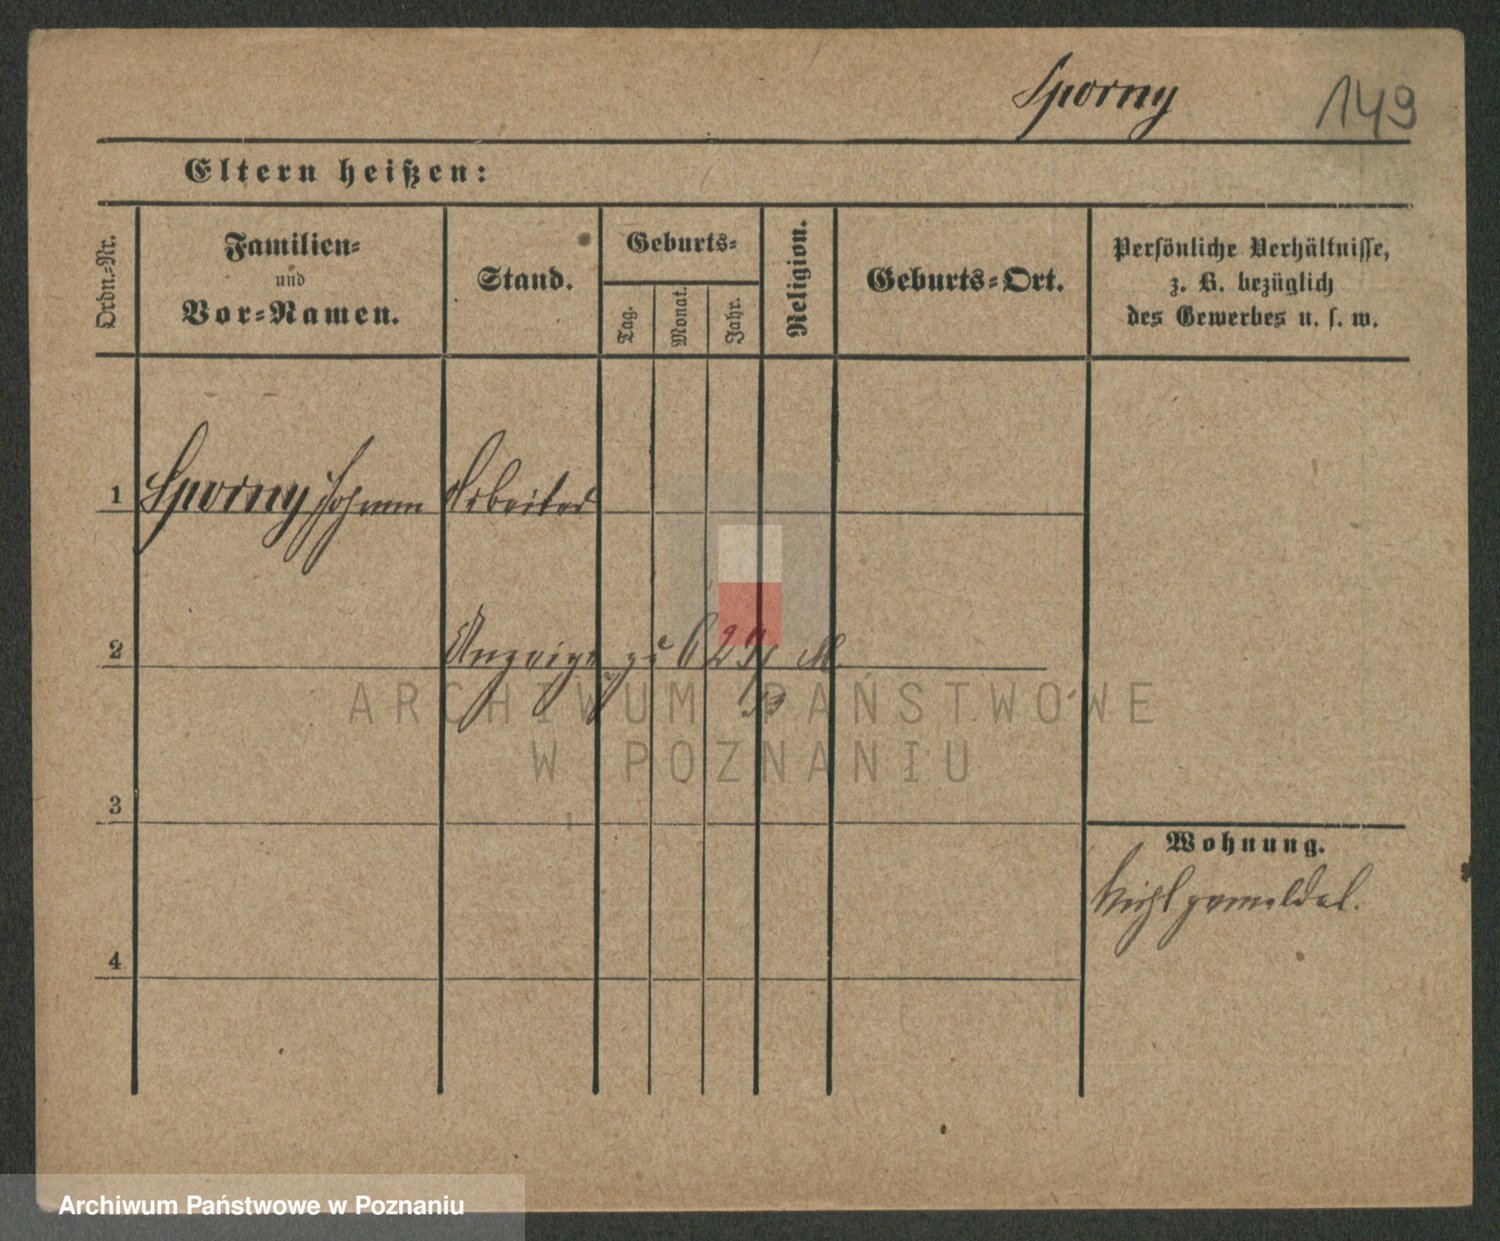 Sporny 149
Eltern heißen:
Ordn.-Nr.
Familien-
und
Vor-Namen.
Stand.
Geburts-
Tag.
Monat.
Jahr.
Religion.
Geburts-Ort.
Persönliche Verhältnisse,
z. B. bezüglich
des Gewerbes u. s. w.
1 Sporny Johann Arbeiter
2 Anzeige zu
ARCHIWUM PAŃSTWOWE
W POZNANIU
3
Wohnung.
Nicht gemeldet.
4
Archiwum Państwowe w Poznaniu